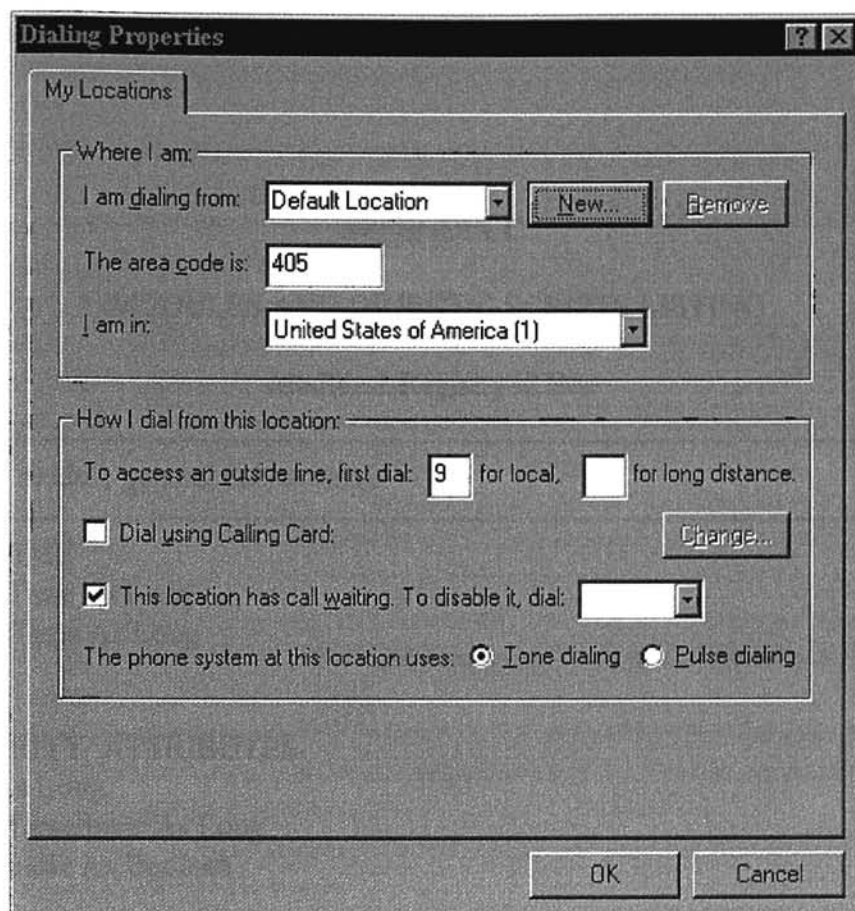 Dialing Properties
My Locations
Where I am:
I am dialing from: Default Location New... Remove
The area code is: 405
I am in: United States of America (1)
How I dial from this location:
To access an outside line, first dial: 9 for local, for long distance.
Dial using Calling Card: Change...
This location has call waiting. To disable it, dial:
The phone system at this location uses: Tone dialing Pulse dialing
OK Cancel